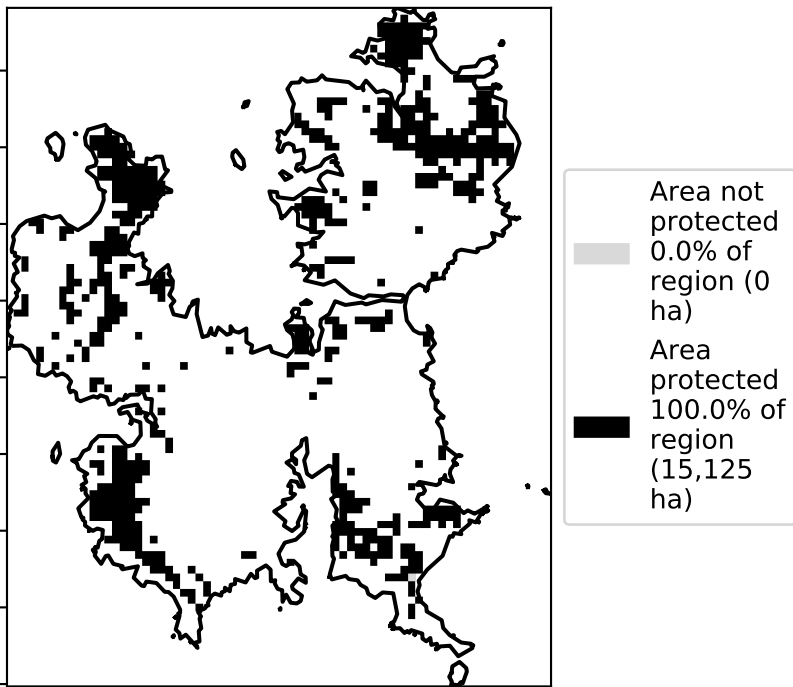 Area not
protected
0.0% of
region (0
ha)
Area
protected
100.0% of
region
(15,125
ha)